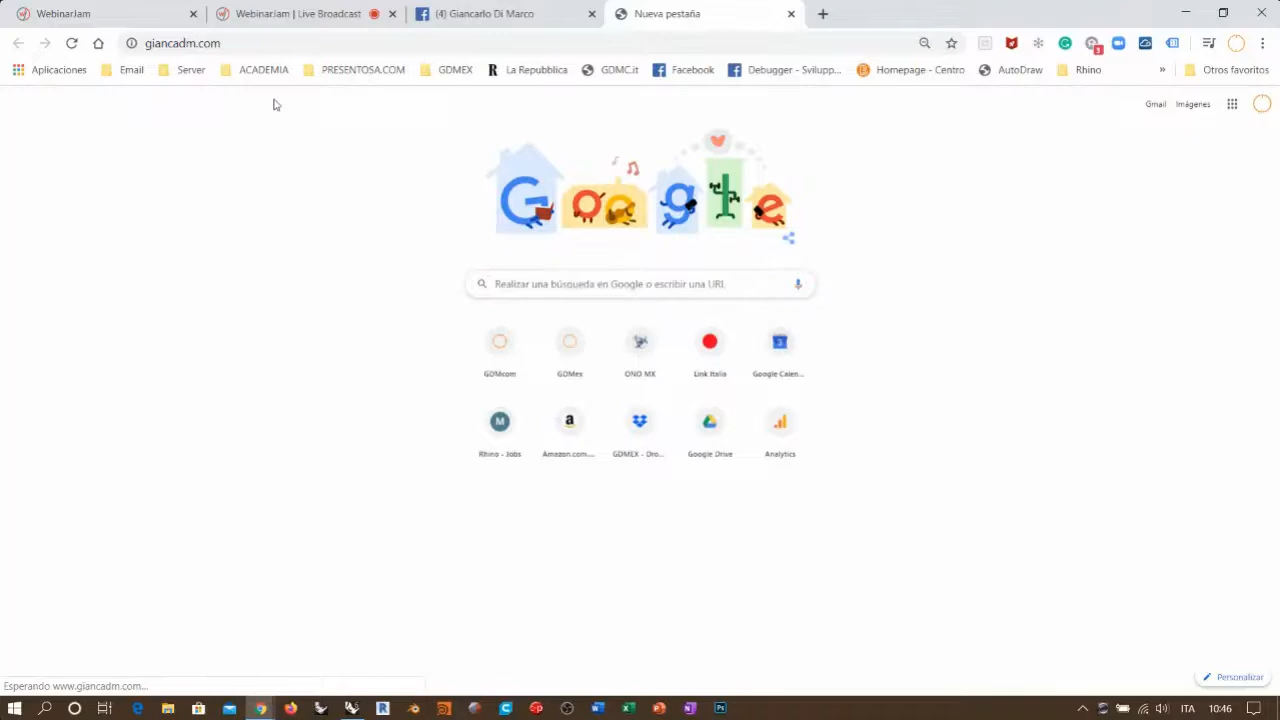 WebinarJam
WebinarJam | Live Broadcast
(4) Giancarlo Di Marco
Nueva pestaña
giancadm.com
Aplicaciones
Email
Server
ACADEMIA
PRESENTOSA.COM
GDMEX
R La Repubblica
GDMC.it
Facebook
Debugger - Svilupp...
Homepage - Centro
AutoDraw
Rhino
»
Otros favoritos
Gmail
Imágenes
Google
Realizar una búsqueda en Google o escribir una URL
GDMcom
GDMex
ONO MX
Link Italia
Google Calen...
M
Rhino - Jobs
Amazon.com....
GDMEX - Dro...
Google Drive
Analytics
Personalizar
Esperando www.giancadm.com...
ITA
10:46